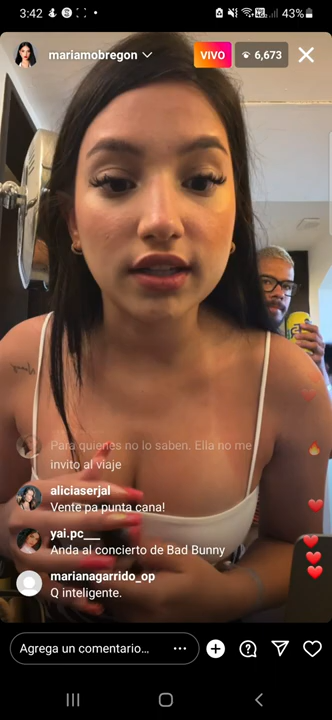 3:42
43%
mariamobregon
VIVO
6,673
Para quienes no lo saben. Ella no me
invito al viaje
aliciaserjal
Vente pa punta cana!
yai.pc___
Anda al concierto de Bad Bunny
marianagarrido_op
Q inteligente.
Agrega un comentario...